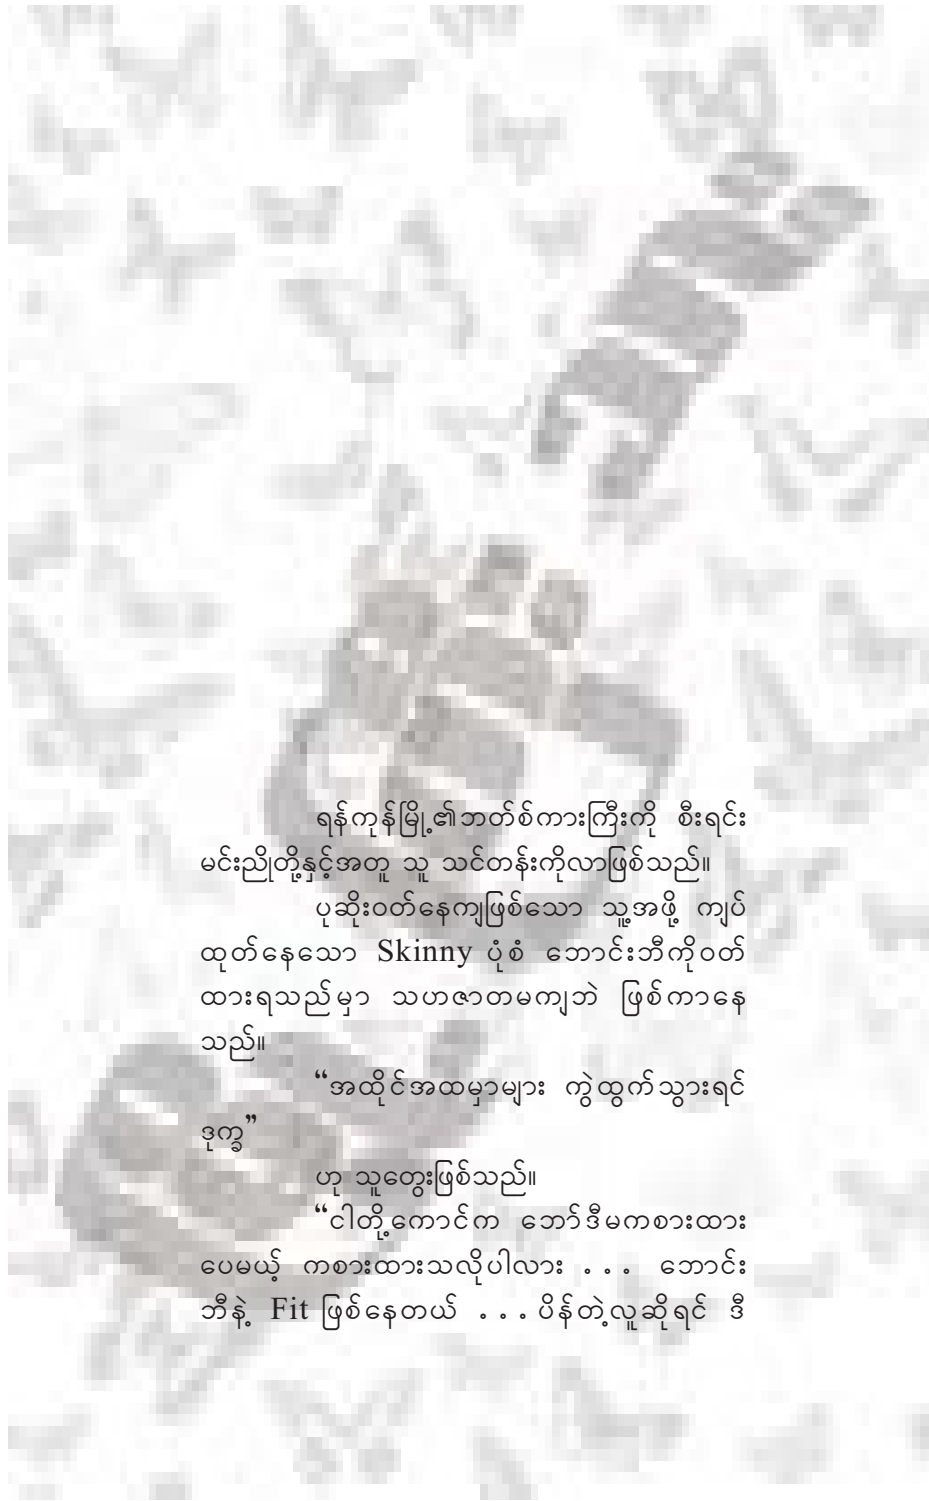 ရန်ကုန်မြို့၏ဘတ်စ်ကားကြီးကို စီးရင်း
မင်းညိုတို့နှင့်အတူ သူ သင်တန်းကိုလာဖြစ်သည်။
ပုဆိုးဝတ်နေကျဖြစ်သော သူ့အဖို့ ကျပ်
ထုတ်နေသော Skinny ပုံစံ ဘောင်းဘီကိုဝတ်
ထားရသည်မှာ သဟဇာတမကျဘဲ ဖြစ်ကာနေ
သည်။
“အထိုင်အထမှာများ ကွဲထွက်သွားရင်
ဒုက္ခ”
ဟု သူတွေးဖြစ်သည်။
“ငါတို့ကောင်က ဘော်ဒီမကစားထား
ပေမယ့် ကစားထားသလိုပါလား . . . ဘောင်း
ဘီနဲ့ Fit ဖြစ်နေတယ် . . . ပိန်တဲ့လူဆိုရင် ဒီ